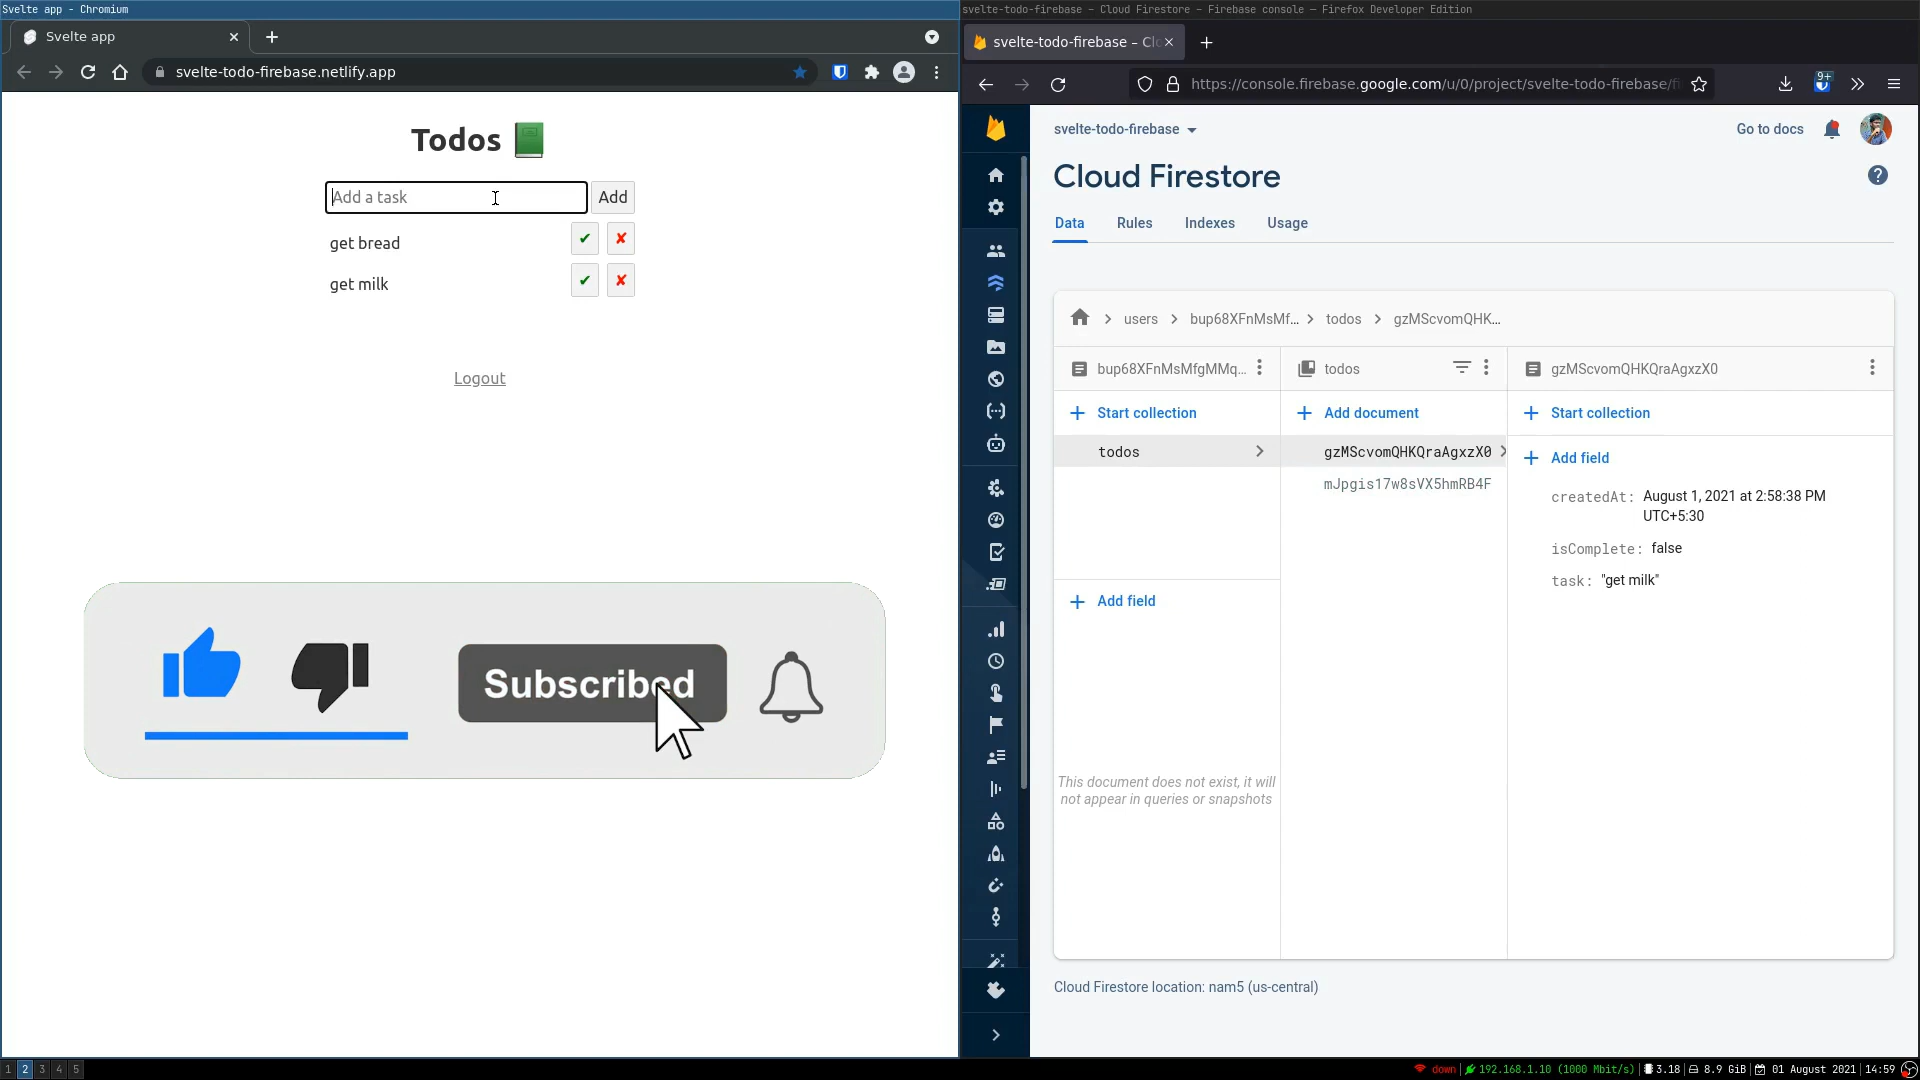 Svelte app - Chromium
Svelte app
svelte-todo-firebase.netlify.app
Todos
Add a task
Add
get bread
✔ ✘
get milk
✔ ✘
Logout
Subscribed
svelte-todo-firebase – Cloud Firestore – Firebase console — Firefox Developer Edition
svelte-todo-firebase – Cl
https://console.firebase.google.com/u/0/project/svelte-todo-firebase/fi
9+
svelte-todo-firebase
Go to docs
Cloud Firestore
Data Rules Indexes Usage
users bup68XFnMsMf... todos gzMScvomQHK...
bup68XFnMsMfgMMq...
Start collection
todos
Add field
This document does not exist, it will
not appear in queries or snapshots
todos
Add document
gzMScvomQHKQraAgxzX0
mJpgis17w8sVX5hmRB4F
gzMScvomQHKQraAgxzX0
Start collection
Add field
createdAt: August 1, 2021 at 2:58:38 PM
UTC+5:30
isComplete: false
task: "get milk"
Cloud Firestore location: nam5 (us-central)
1 2 3 4 5
down | 192.168.1.10 (1000 Mbit/s) | 3.18 | 8.9 GiB | 01 August 2021 | 14:59